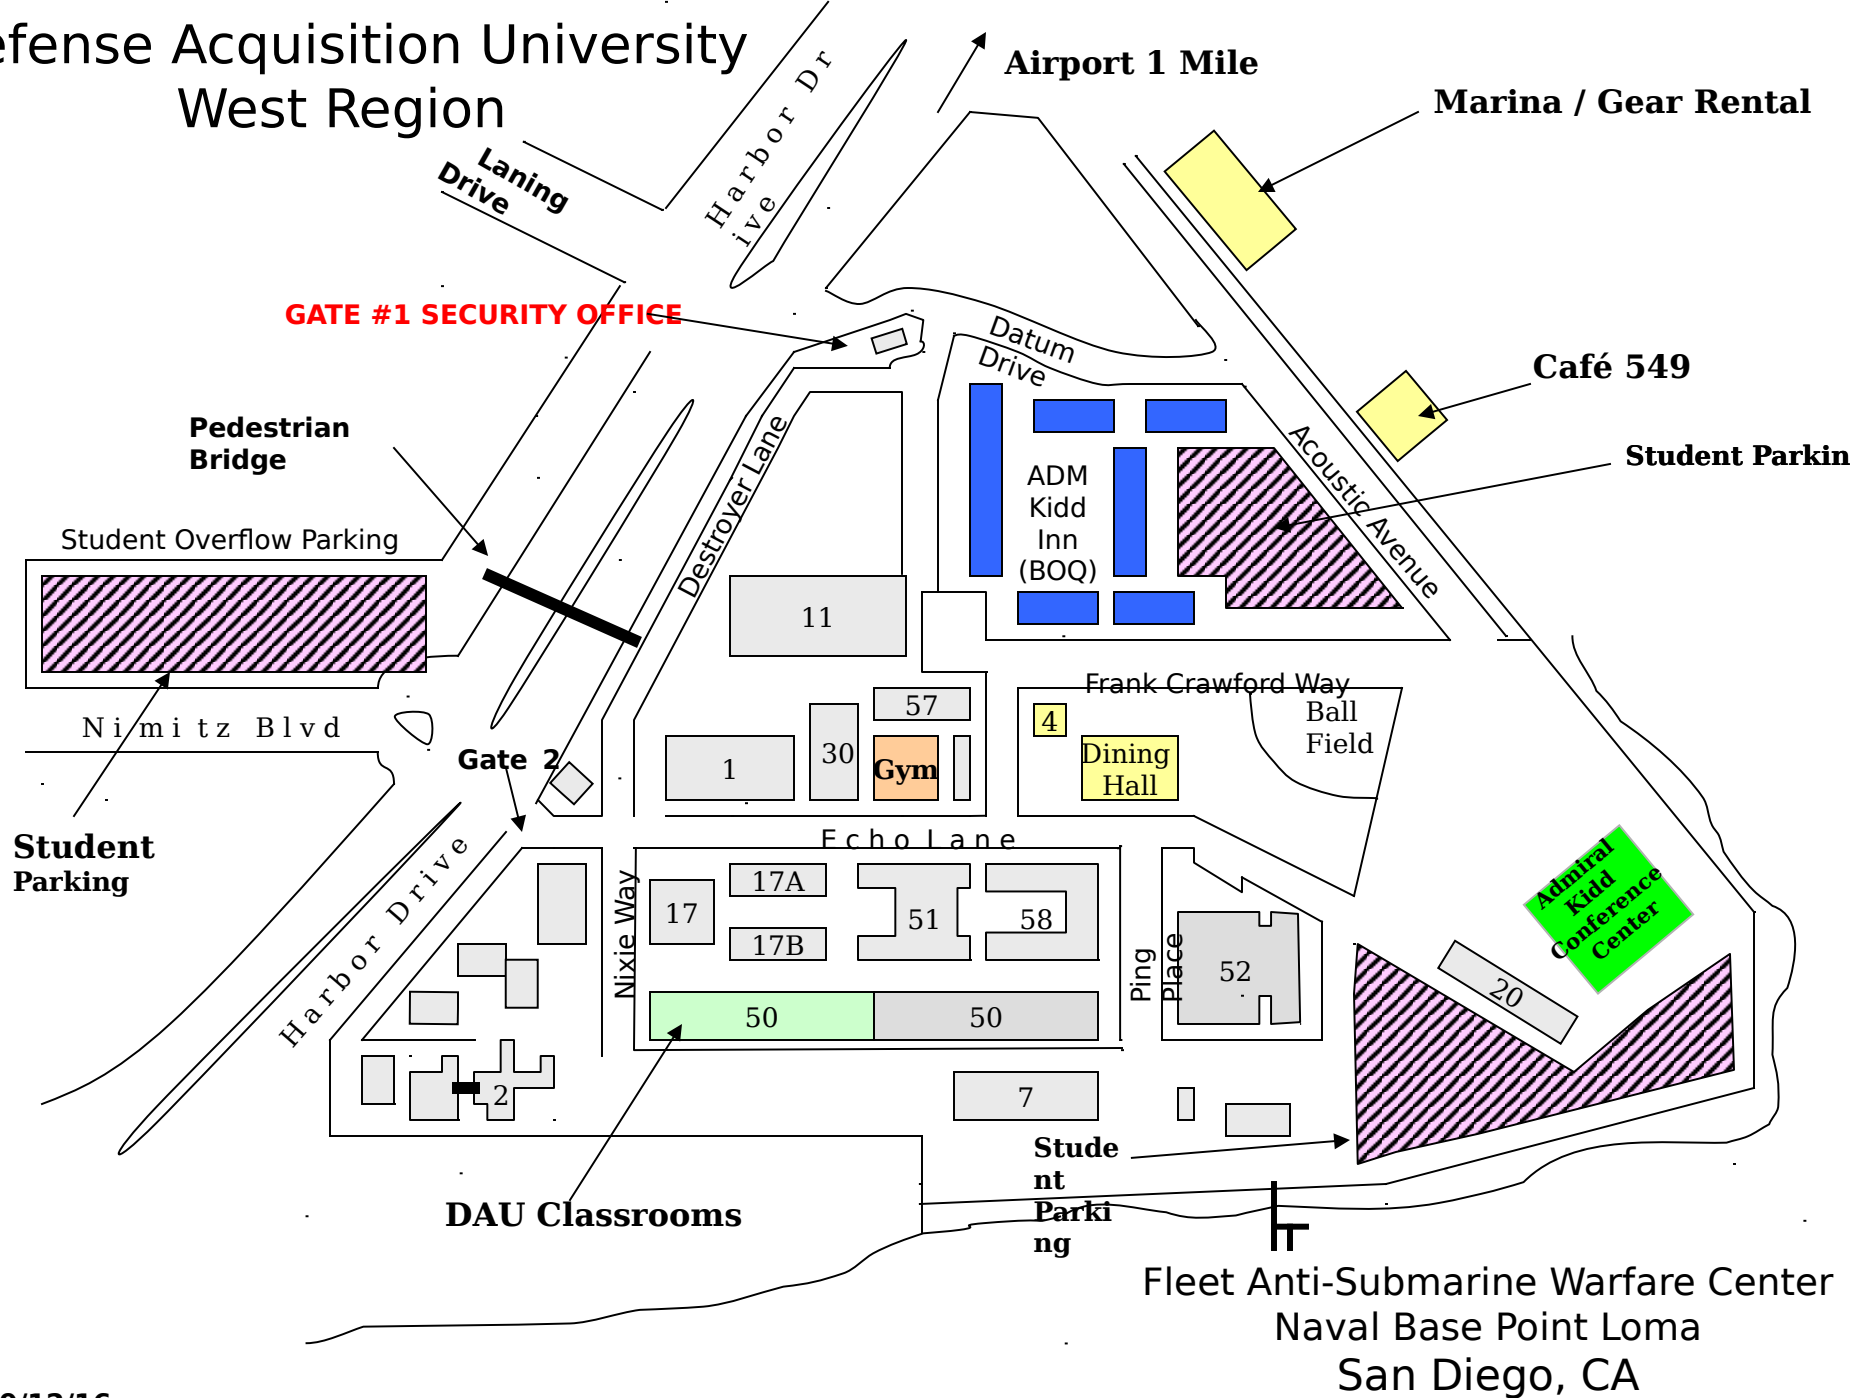 efense Acquisition University
West Region
Airport 1 Mile
Marina / Gear Rental
Harbor Dr
ive
Laning
Drive
GATE #1 SECURITY OFFICE
Datum
Drive
Café 549
Pedestrian
Bridge
Destroyer Lane
Acoustic Avenue
Student Parkin
ADM
Kidd
Inn
(BOQ)
Student Overflow Parking
11
Frank Crawford Way
57
4
Ball
Field
Nimitz Blvd
Gate 2
1
30
Gym
Dining
Hall
Student
Parking
Echo Lane
Harbor Drive
Nixie Way
17
17A
17B
51
58
Ping
Place
52
Admiral
Kidd
Conference
Center
20
50
50
2
7
Stude
nt
Parki
ng
DAU Classrooms
Fleet Anti-Submarine Warfare Center
Naval Base Point Loma
San Diego, CA